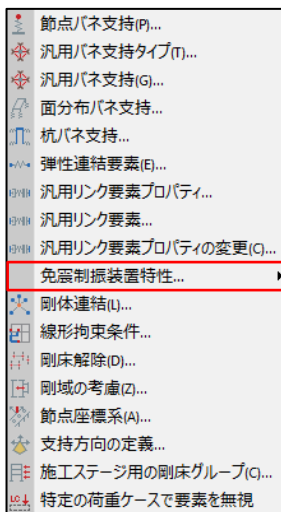 節点バネ支持(P)...
汎用バネ支持タイプ(T)...
汎用バネ支持(G)...
面分布バネ支持...
杭バネ支持...
弾性連結要素(E)...
汎用リンク要素プロパティ...
汎用リンク要素...
汎用リンク要素プロパティの変更(C)...
免震制振装置特性...
剛体連結(L)...
線形拘束条件...
剛床解除(D)...
剛域の考慮(Z)...
節点座標系(A)...
支持方向の定義...
施工ステージ用の剛床グループ(C)...
特定の荷重ケースで要素を無視